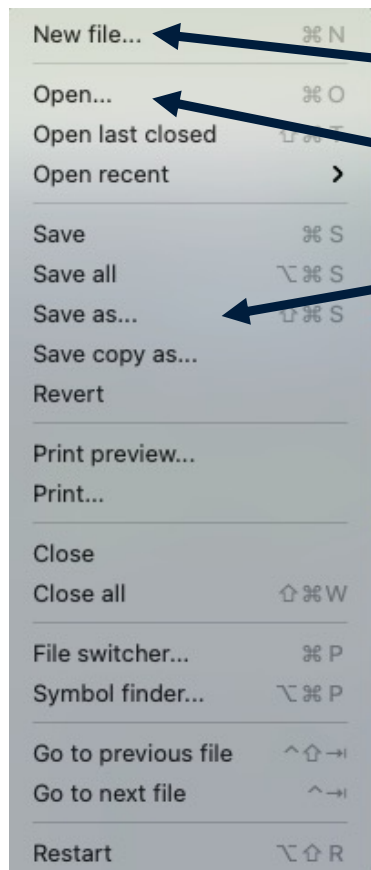 New file... ⌘ N
Open... ⌘ O
Open last closed ⇧ ⌘ T
Open recent
Save ⌘ S
Save all ⌥ ⌘ S
Save as... ⇧ ⌘ S
Save copy as...
Revert
Print preview...
Print...
Close
Close all ⇧ ⌘ W
File switcher... ⌘ P
Symbol finder... ⌥ ⌘ P
Go to previous file ^ ⇧ ⇥
Go to next file ^ ⇥
Restart ⌥ ⇧ R